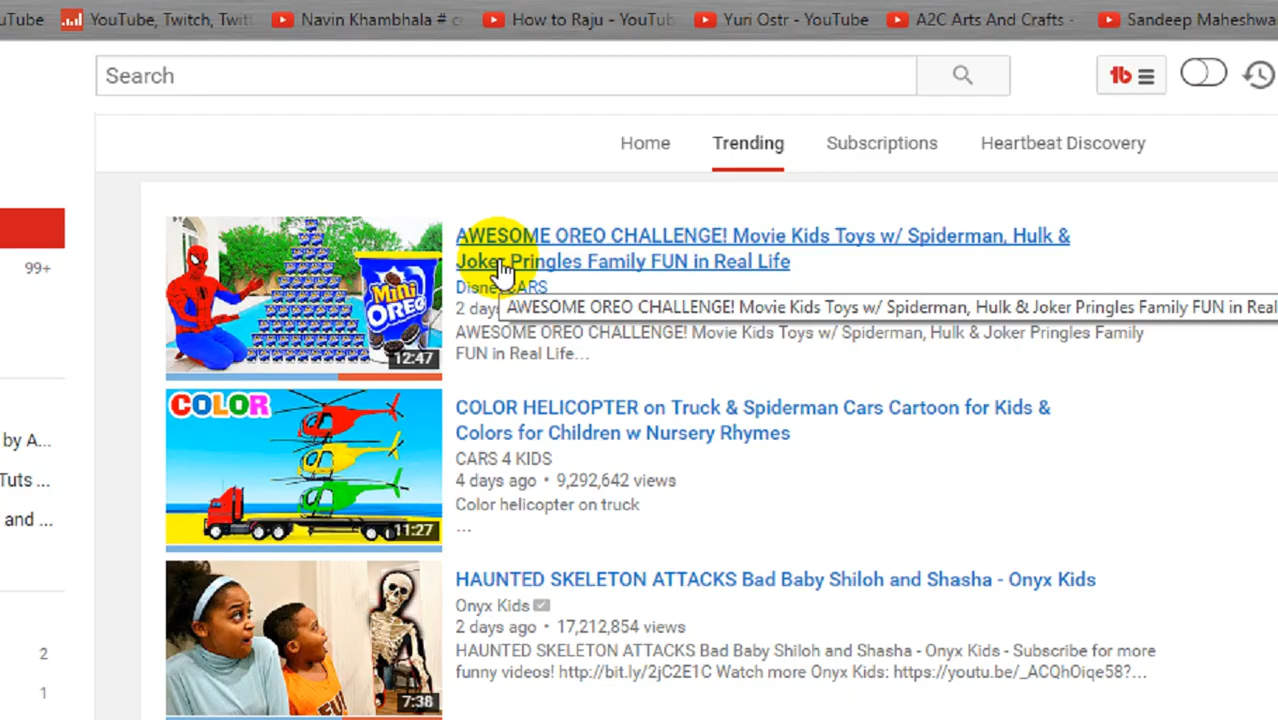 YouTube, Twitch, Twit
Navin Khambhala #
How to Raju - YouTub
Yuri Ostr - YouTube
A2C Arts And Crafts -
Sandeep Maheshwa
Search
Home
Trending
Subscriptions
Heartbeat Discovery
99+
by A...
Tuts ...
and ...
2
1
Mini
OREO
12:47
AWESOME OREO CHALLENGE! Movie Kids Toys w/ Spiderman, Hulk &
Joker Pringles Family FUN in Real Life
2 days
AWESOME OREO CHALLENGE! Movie Kids Toys w/ Spiderman, Hulk & Joker Pringles Family FUN in Real
AWESOME OREO CHALLENGE! Movie Kids Toys w/ Spiderman, Hulk & Joker Pringles Family
FUN in Real Life...
COLOR
11:27
COLOR HELICOPTER on Truck & Spiderman Cars Cartoon for Kids &
Colors for Children w Nursery Rhymes
CARS 4 KIDS
4 days ago • 9,292,642 views
Color helicopter on truck
...
7:38
HAUNTED SKELETON ATTACKS Bad Baby Shiloh and Shasha - Onyx Kids
Onyx Kids
2 days ago • 17,212,854 views
HAUNTED SKELETON ATTACKS Bad Baby Shiloh and Shasha - Onyx Kids - Subscribe for more
funny videos! http://bit.ly/2jC2E1C Watch more Onyx Kids: https://youtu.be/_ACQhOiqe58?...